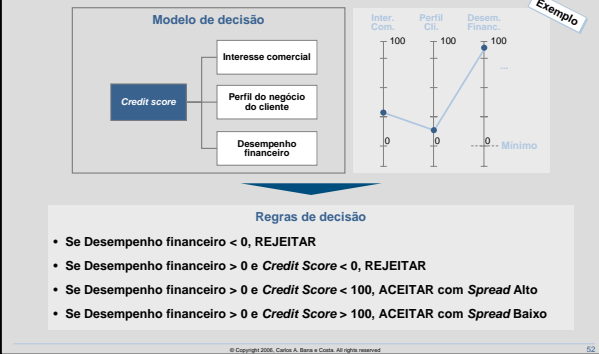 Exemplo
Modelo de decisão
Credit score
Interesse comercial
Perfil do negócio
do cliente
Desempenho
financeiro
Inter. Perfil Desem.
Com. Cli. Financ.
100 100 100
...
0 0 0
Mínimo
Regras de decisão
• Se Desempenho financeiro < 0, REJEITAR
• Se Desempenho financeiro > 0 e Credit Score < 0, REJEITAR
• Se Desempenho financeiro > 0 e Credit Score < 100, ACEITAR com Spread Alto
• Se Desempenho financeiro > 0 e Credit Score > 100, ACEITAR com Spread Baixo
© Copyright 2006, Carlos A. Bana e Costa. All rights reserved
52